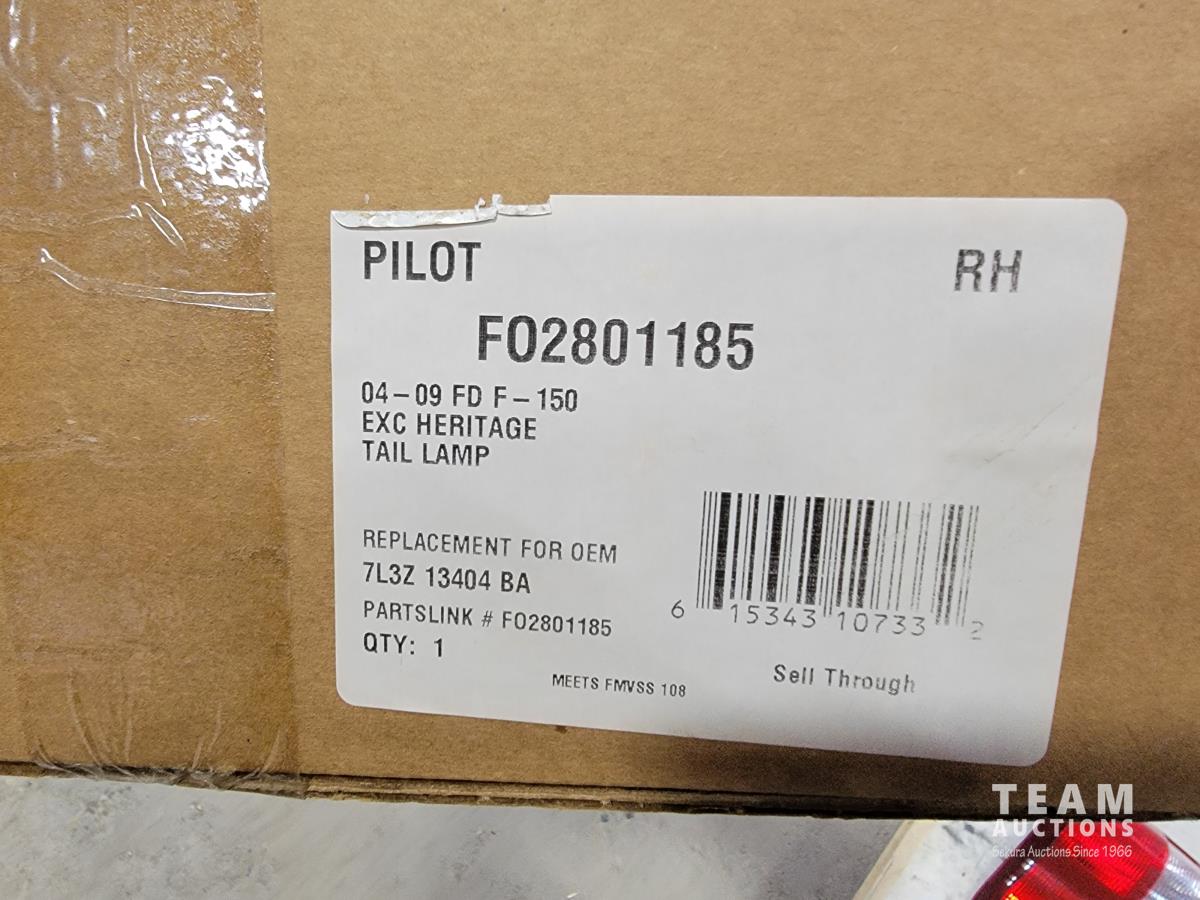 PILOT
RH
FO2801185
04-09 FD F-150
EXC HERITAGE
TAIL LAMP
REPLACEMENT FOR OEM
7L3Z 13404 BA
PARTSLINK # FO2801185
QTY: 1
6 15343 10733 2
MEETS FMVSS 108
Sell Through
TEAM
AUCTIONS
Sekura Auctions Since 1966